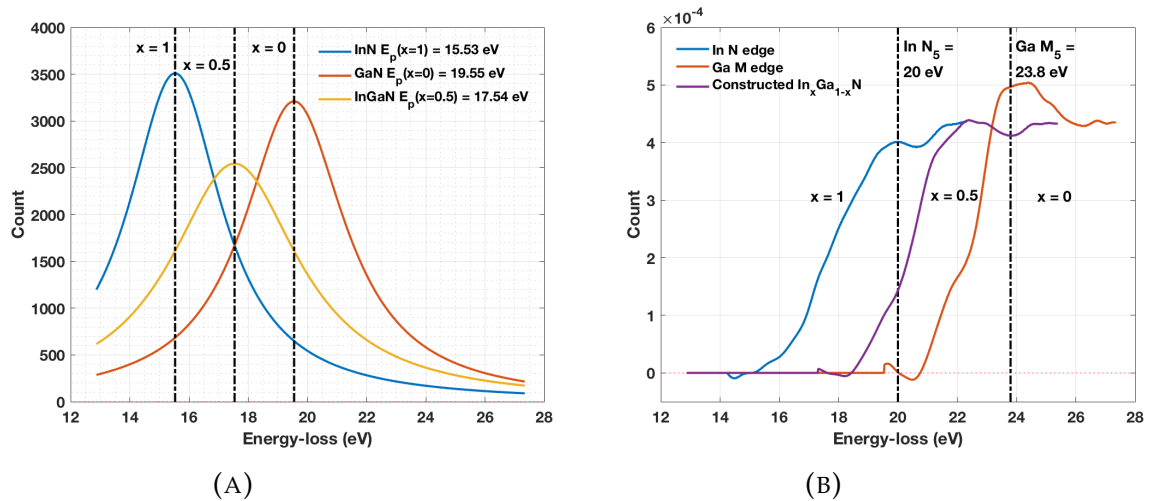 4000
3500
3000
2500
2000
1500
1000
500
0
Count
12 14 16 18 20 22 24 26 28
Energy-loss (eV)
x = 1
x = 0.5
x = 0
InN E_p(x=1) = 15.53 eV
GaN E_p(x=0) = 19.55 eV
InGaN E_p(x=0.5) = 17.54 eV
(A)
×10⁻⁴
6
5
4
3
2
1
0
Count
12 14 16 18 20 22 24 26 28
Energy-loss (eV)
In N edge
Ga M edge
Constructed In_xGa_{1-x}N
In N₅ =
20 eV
Ga M₅ =
23.8 eV
x = 1
x = 0.5
x = 0
(B)